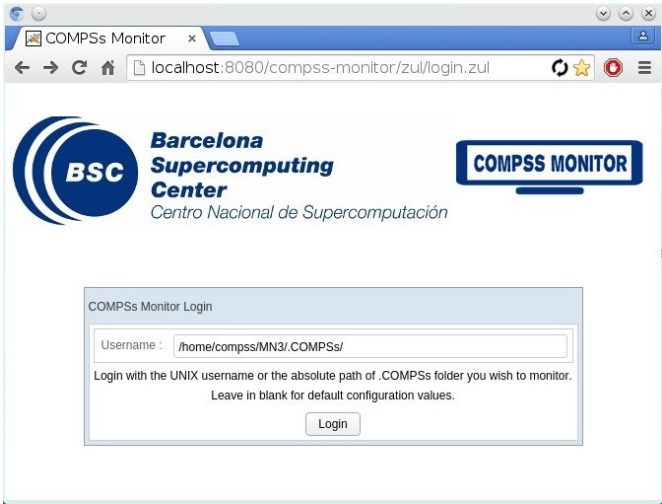 COMPSs Monitor
localhost:8080/compss-monitor/zul/login.zul
BSC
Barcelona
Supercomputing
Center
Centro Nacional de Supercomputación
COMPSS MONITOR
COMPSs Monitor Login
Username :
/home/compss/MN3/.COMPSs/
Login with the UNIX username or the absolute path of .COMPSs folder you wish to monitor.
Leave in blank for default configuration values.
Login